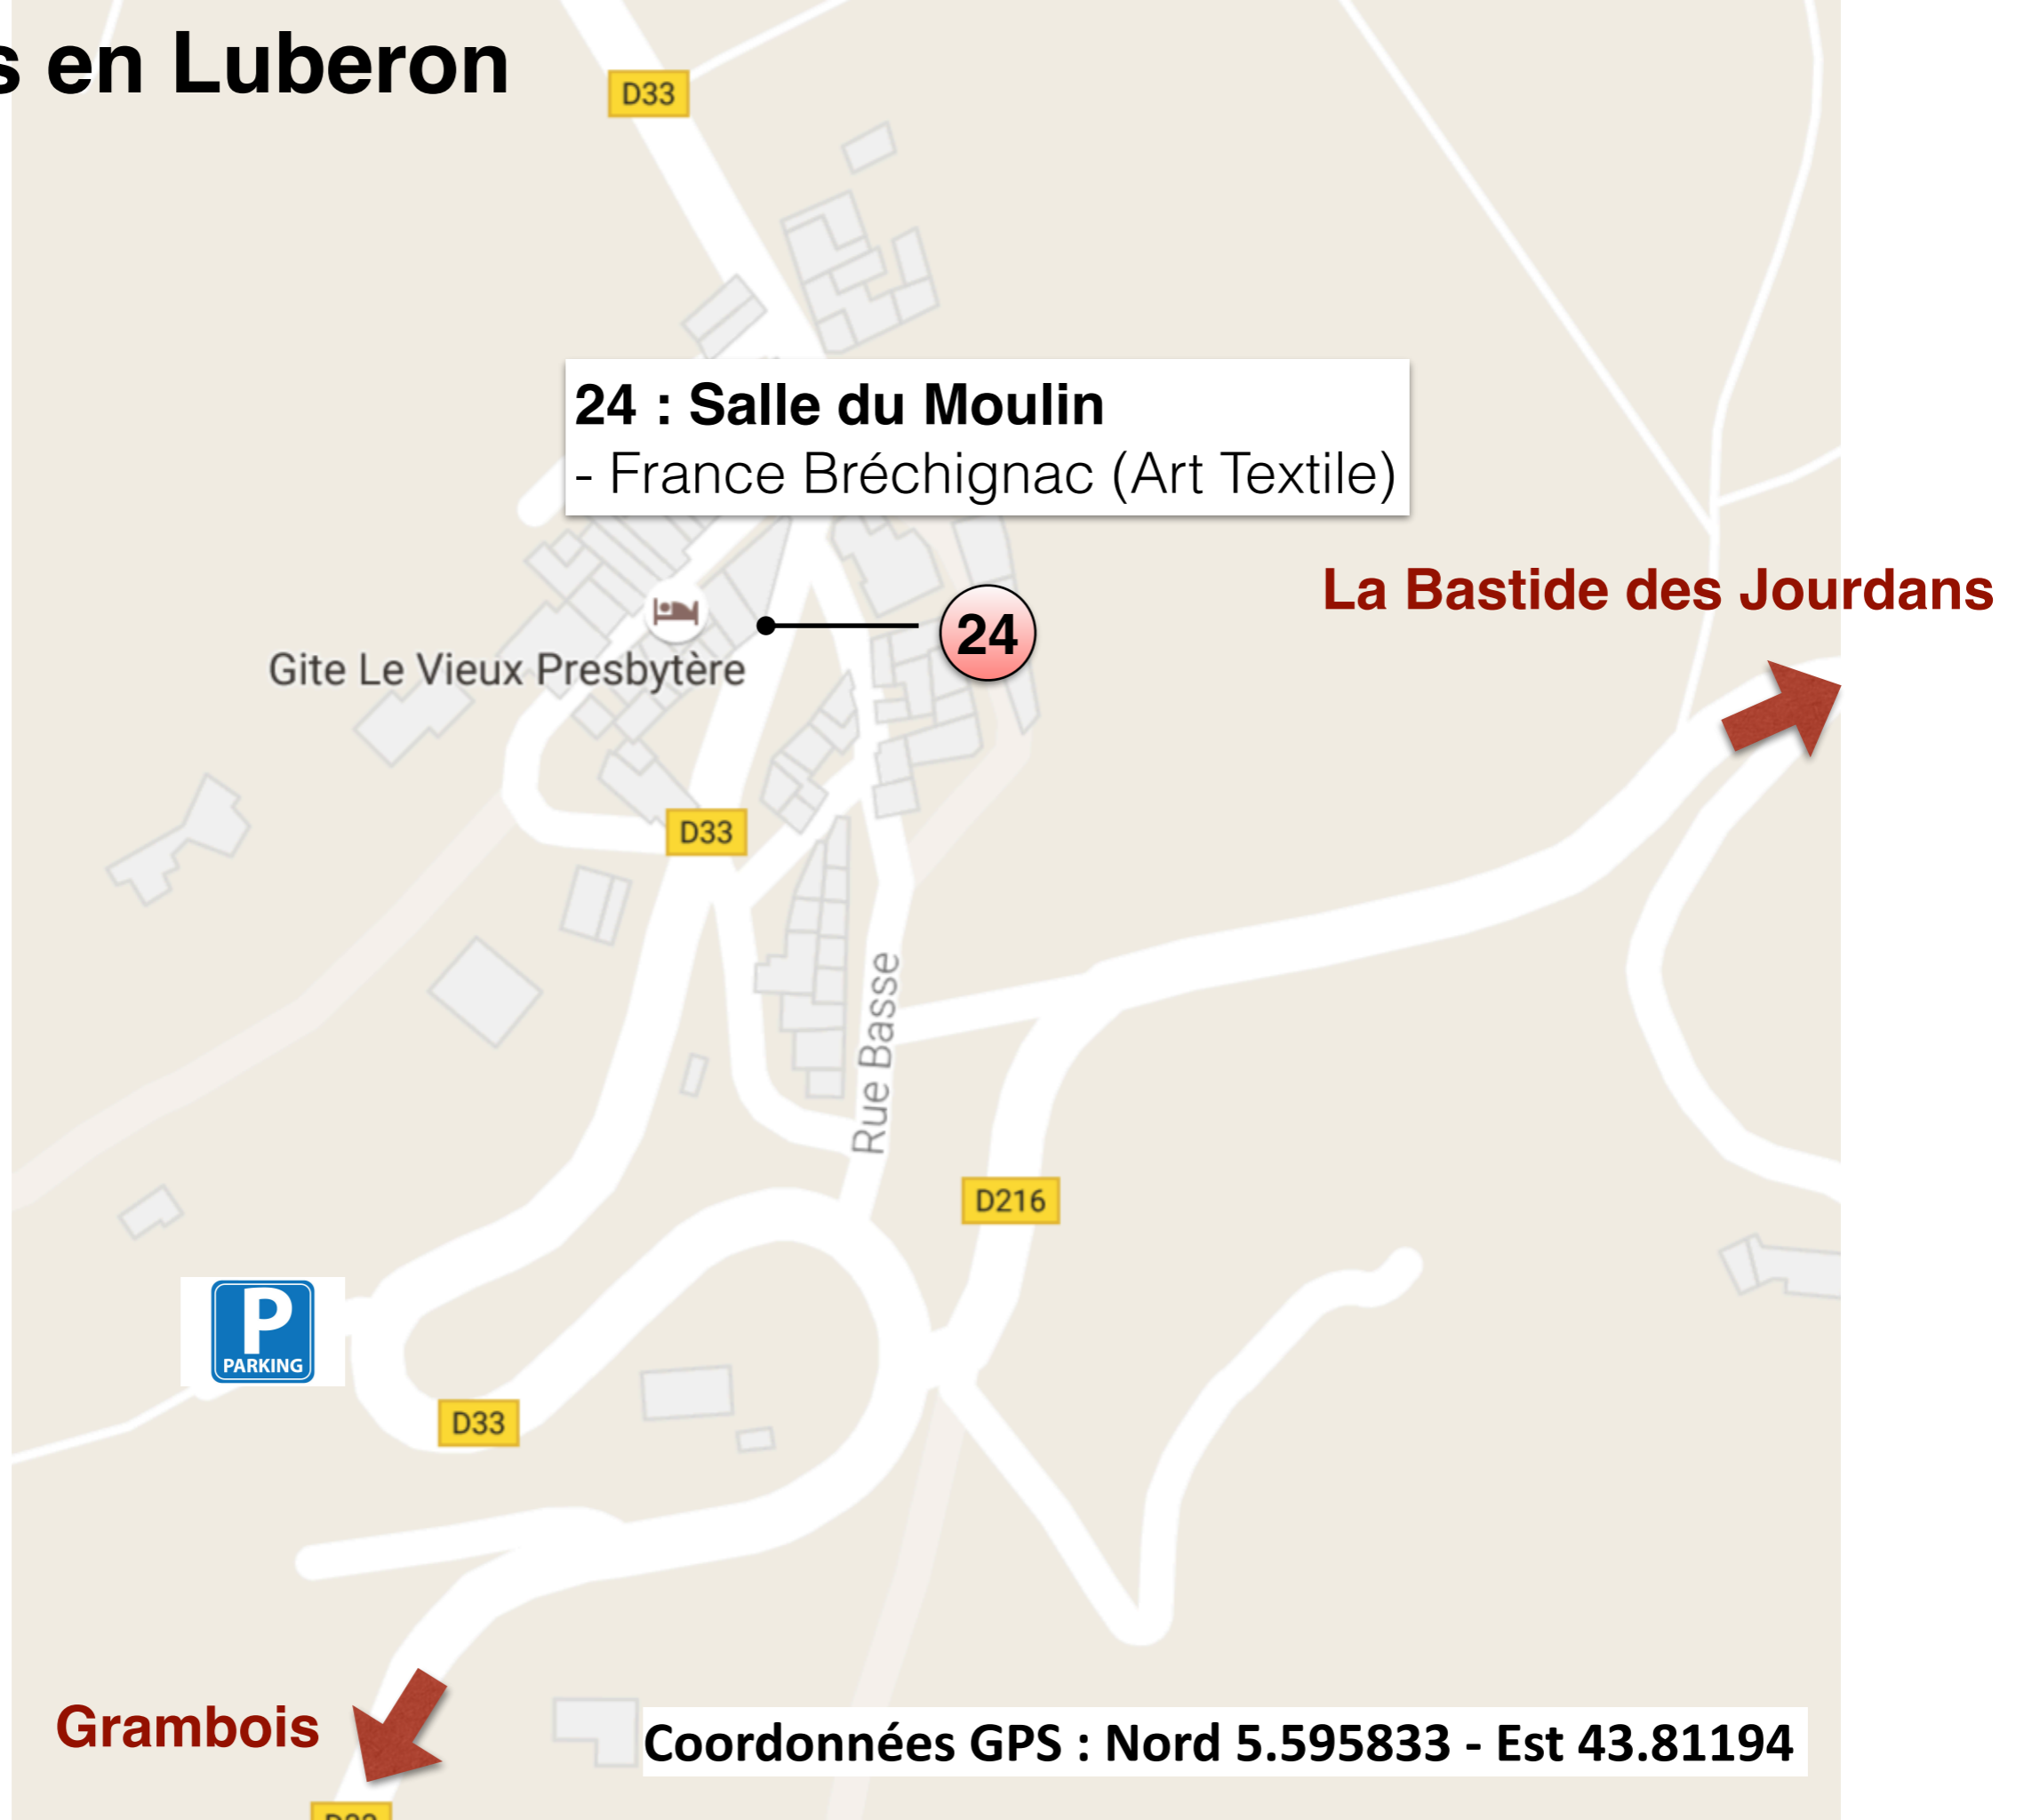 s en Luberon
D33
24 : Salle du Moulin
- France Bréchignac (Art Textile)
La Bastide des Jourdans
24
Gite Le Vieux Presbytère
D33
Rue Basse
D216
P
PARKING
D33
Grambois
Coordonnées GPS : Nord 5.595833 - Est 43.81194